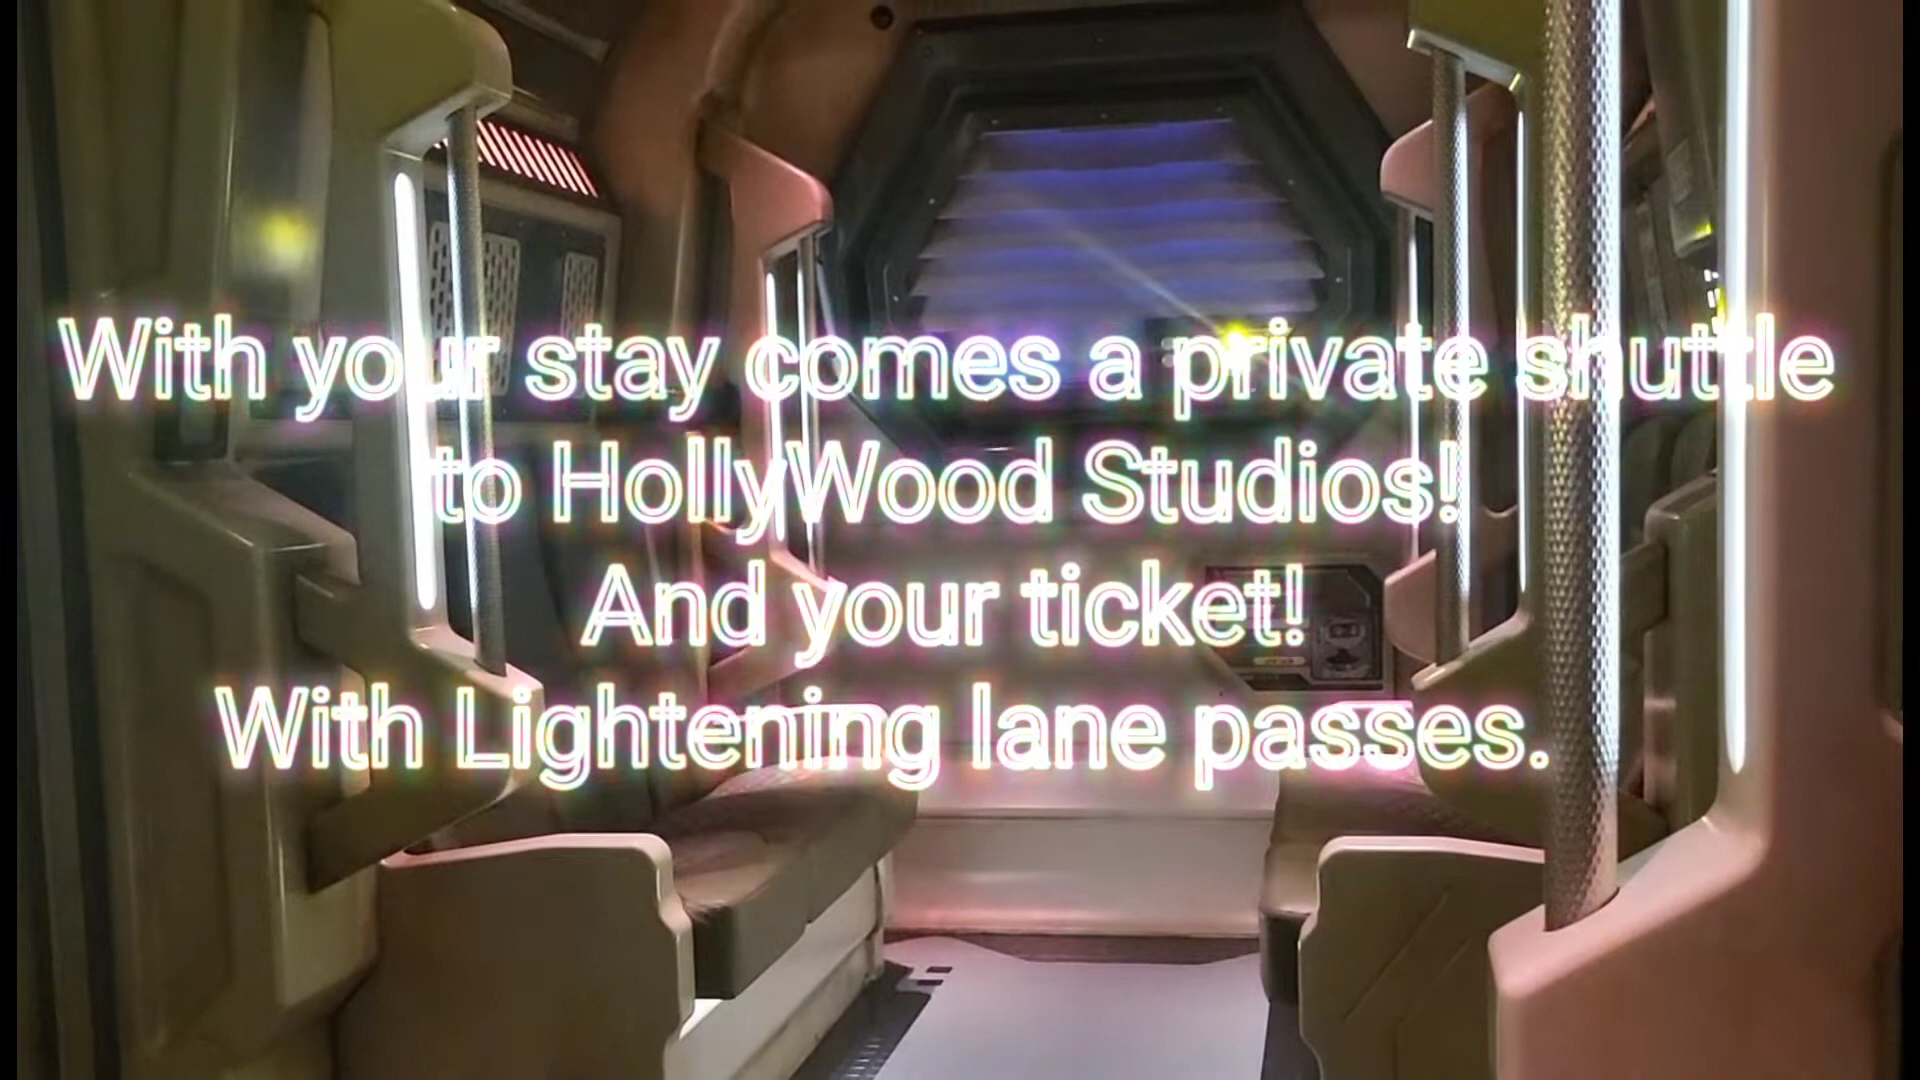 With your stay comes a private shuttle
to HollyWood Studios!
And your ticket!
With Lightening lane passes.